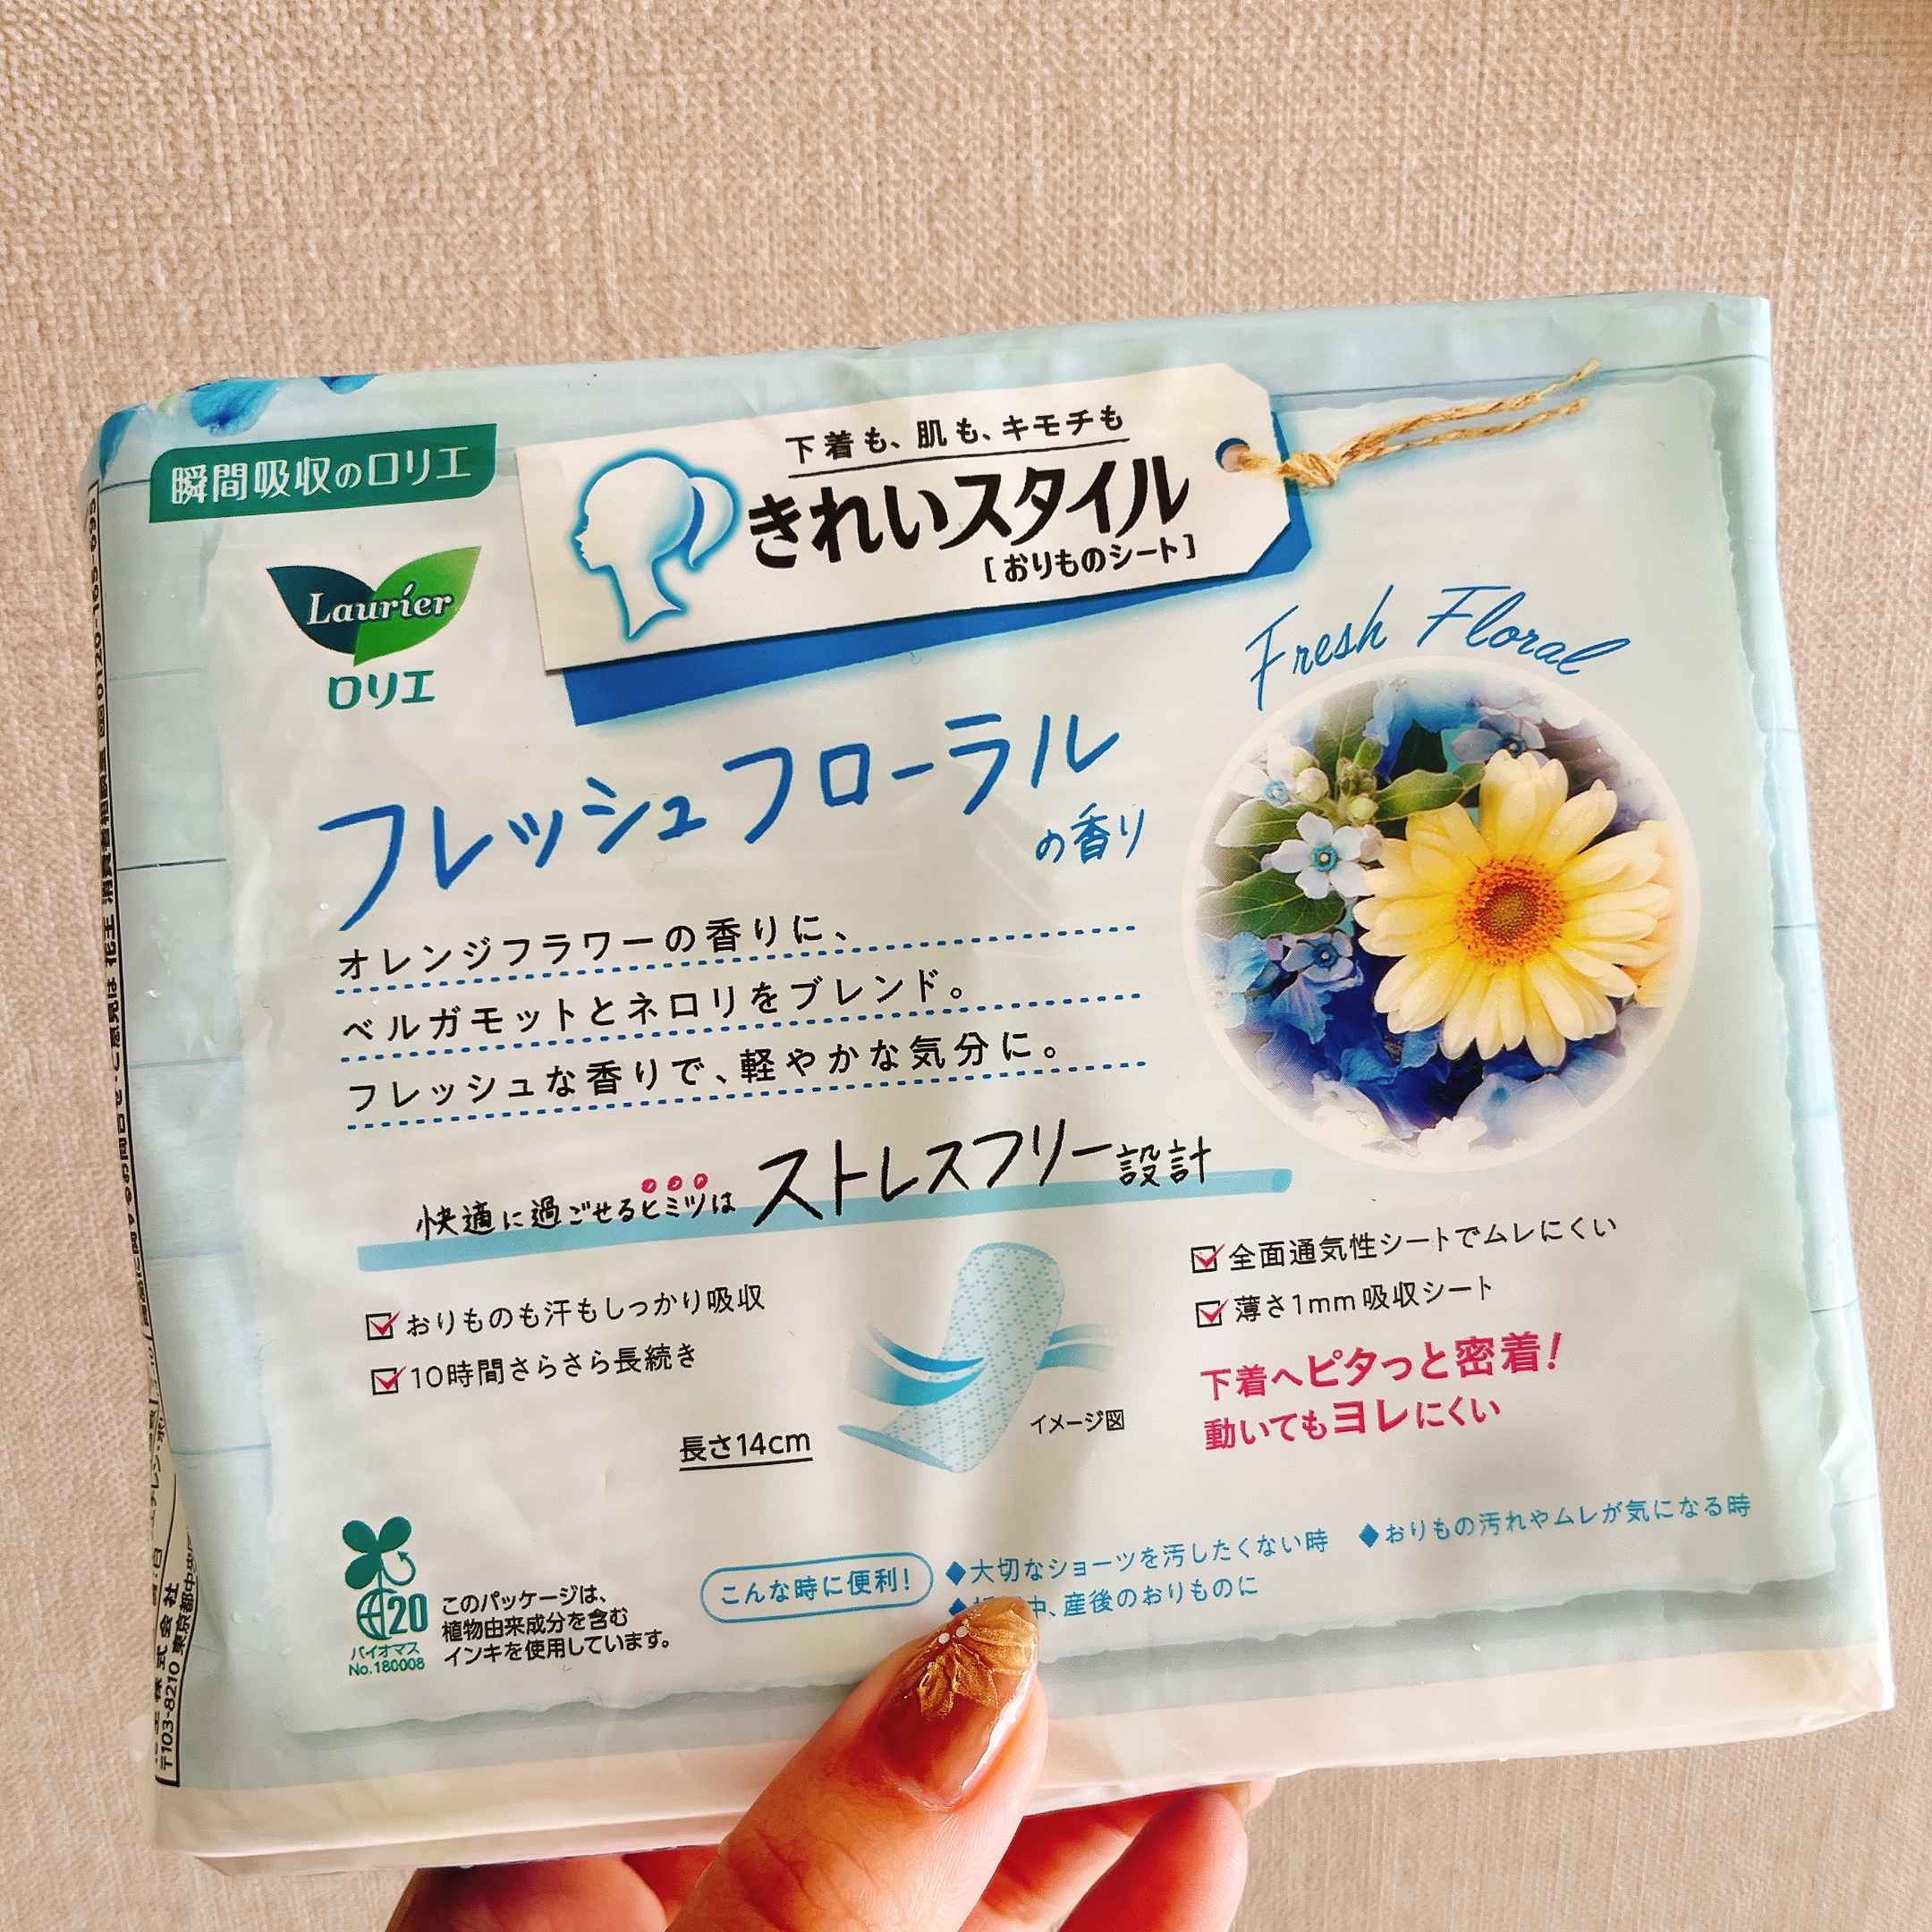 瞬間吸収のロリエ
Laurier
ロリエ
下着も、肌も、キモチも
きれいスタイル
[おりものシート]
Fresh Floral
フレッシュフローラル
の香り
オレンジフラワーの香りに、
ベルガモットとネロリをブレンド。
フレッシュな香りで、軽やかな気分に。
快適に過ごせるヒミツはストレスフリー設計
おりものも汗もしっかり吸収
10時間さらさら長続き
長さ14cm
イメージ図
全面通気性シートでムレにくい
薄さ1mm吸収シート
下着へピタっと密着!
動いてもヨレにくい
こんな時に便利!
◆大切なショーツを汚したくない時
◆おりもの汚れやムレが気になる時
中、産後のおりものに
20
バイオマス
No.180008
このパッケージは、
植物由来成分を含む
インキを使用しています。
株式会社
〒103-8210 東京都中央
0120-165-695